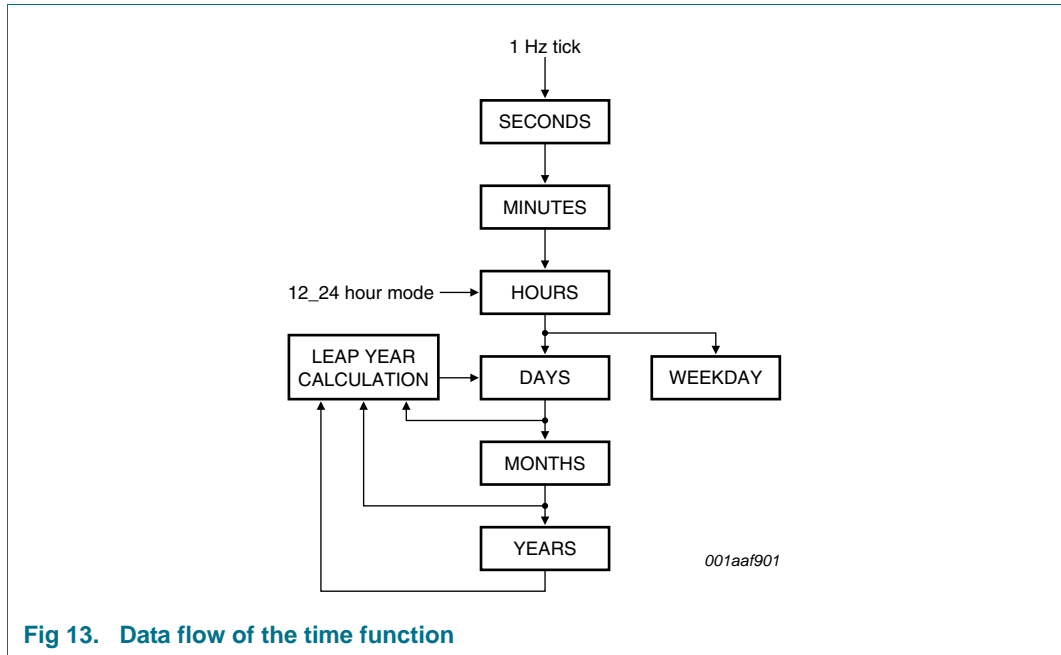 1 Hz tick
SECONDS
MINUTES
12_24 hour mode
HOURS
LEAP YEAR
CALCULATION
DAYS
WEEKDAY
MONTHS
YEARS
001aaf901
Fig 13. Data flow of the time function